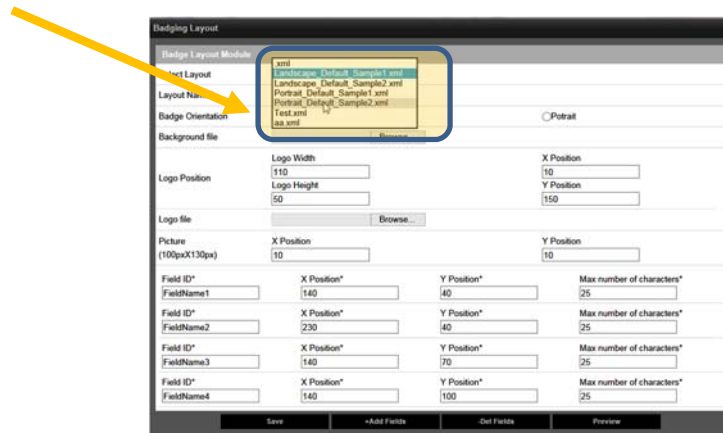 Badging Layout
Badge Layout Module
.xml
Landscape_Default_Sample1.xml
Select Layout
Landscape_Default_Sample2.xml
Portrait_Default_Sample1.xml
Layout Name
Portrait_Default_Sample2.xml
Test.xml
Badge Orientation
Potrait
aa.xml
Background file
Browse...
Logo Width
X Position
110
10
Logo Position
Logo Height
Y Position
50
150
Logo file
Browse...
Picture
X Position
Y Position
(100pxX130px)
10
10
Field ID* X Position* Y Position* Max number of characters*
FieldName1 140 40 25
Field ID* X Position* Y Position* Max number of characters*
FieldName2 230 40 25
Field ID* X Position* Y Position* Max number of characters*
FieldName3 140 70 25
Field ID* X Position* Y Position* Max number of characters*
FieldName4 140 100 25
Save +Add Fields -Del Fields Preview